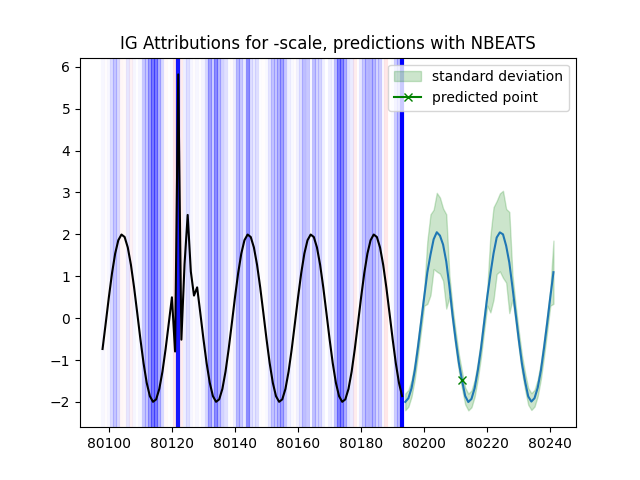 IG Attributions for -scale, predictions with NBEATS
standard deviation
predicted point
6
5
4
3
2
1
0
−1
−2
80100 80120 80140 80160 80180 80200 80220 80240